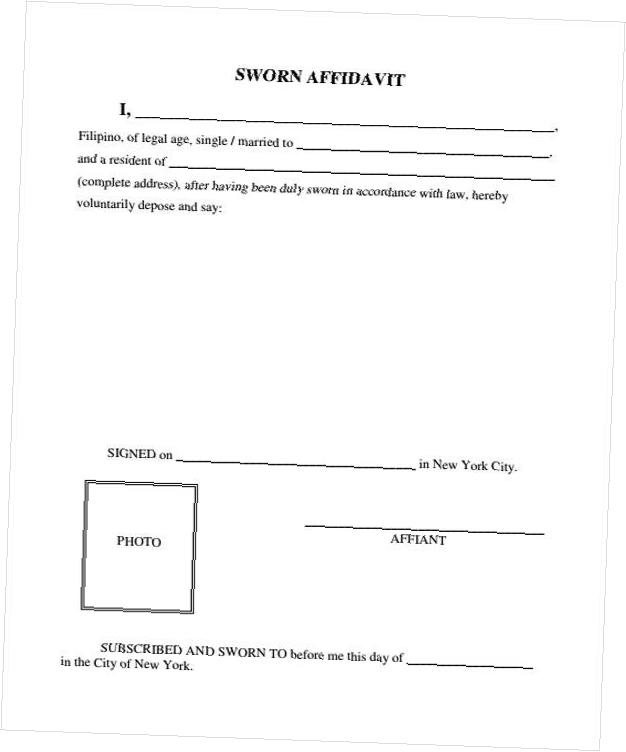 SWORN AFFIDAVIT
I, ____________________________________________,
Filipino, of legal age, single / married to ______________________________,
and a resident of ______________________________________________
(complete address), after having been duly sworn in accordance with law, hereby
voluntarily depose and say:
SIGNED on ______________________________ in New York City.
PHOTO
AFFIANT
SUBSCRIBED AND SWORN TO before me this day of ________________
in the City of New York.